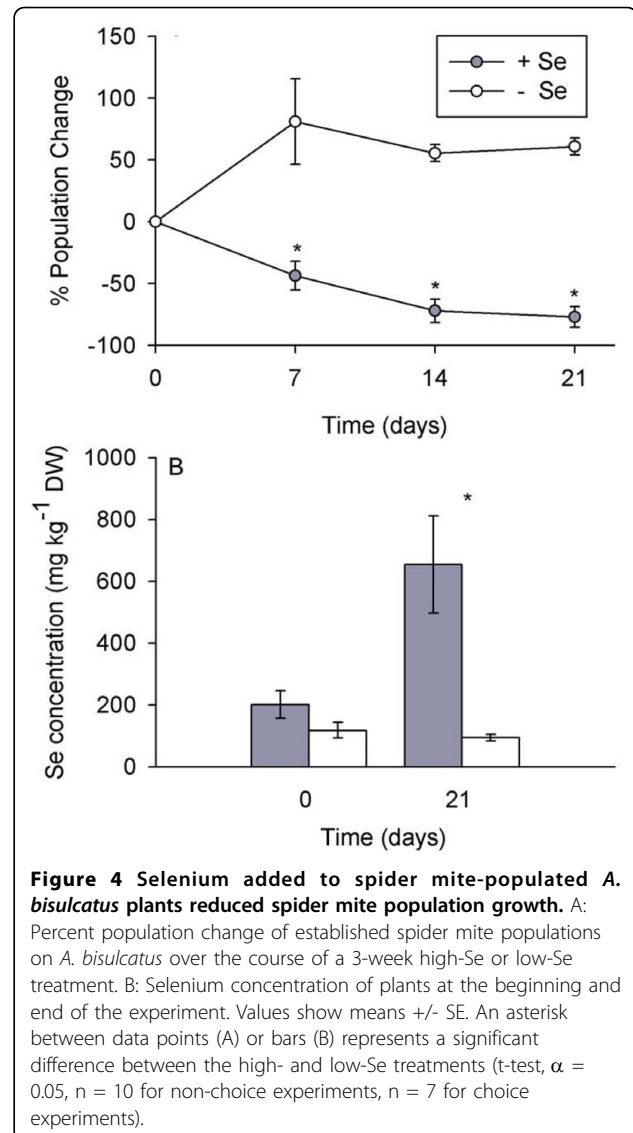 150
100
50
0
-50
-100
% Population Change
+ Se
- Se
*
*
*
0 7 14 21
Time (days)
B
1000
800
600
400
200
0
Se concentration (mg kg⁻¹ DW)
*
0 21
Time (days)
Figure 4 Selenium added to spider mite-populated A.
bisulcatus plants reduced spider mite population growth. A:
Percent population change of established spider mite populations
on A. bisulcatus over the course of a 3-week high-Se or low-Se
treatment. B: Selenium concentration of plants at the beginning and
end of the experiment. Values show means +/- SE. An asterisk
between data points (A) or bars (B) represents a significant
difference between the high- and low-Se treatments (t-test, α =
0.05, n = 10 for non-choice experiments, n = 7 for choice
experiments).